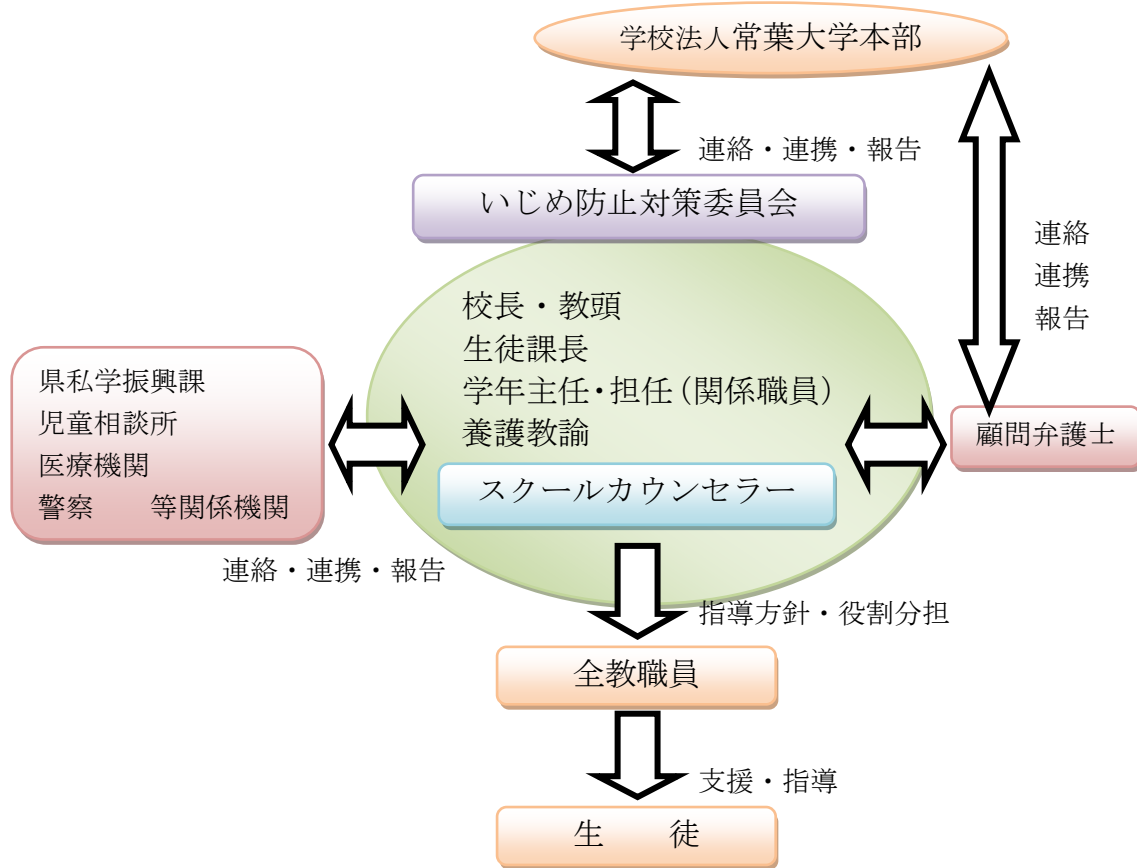 学校法人常葉大学本部
連絡・連携・報告
いじめ防止対策委員会
連絡
連携
報告
校長・教頭
生徒課長
学年主任・担任(関係職員)
養護教諭
スクールカウンセラー
県私学振興課
児童相談所
医療機関
警察　　等関係機関
顧問弁護士
連絡・連携・報告
指導方針・役割分担
全教職員
支援・指導
生　　徒